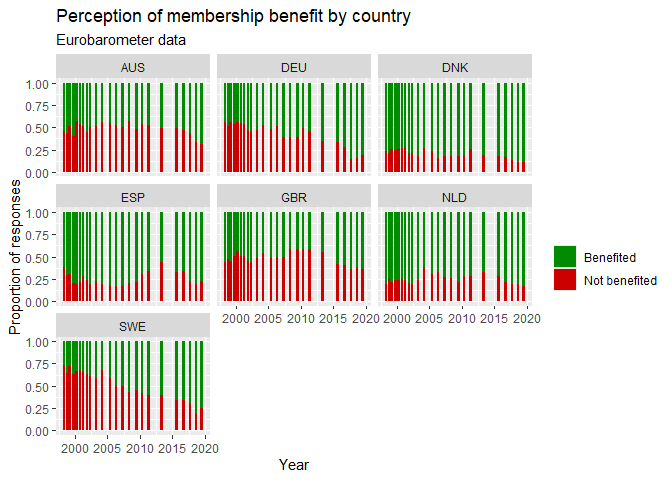 Perception of membership benefit by country
Eurobarometer data
AUS DEU DNK
1.00
0.75
0.50
0.25
0.00
ESP GBR NLD
1.00
0.75
0.50
0.25
0.00
2000 2005 2010 2015 2020 2000 2005 2010 2015 2020
SWE
1.00
0.75
0.50
0.25
0.00
2000 2005 2010 2015 2020
Year
Proportion of responses
Benefited
Not benefited